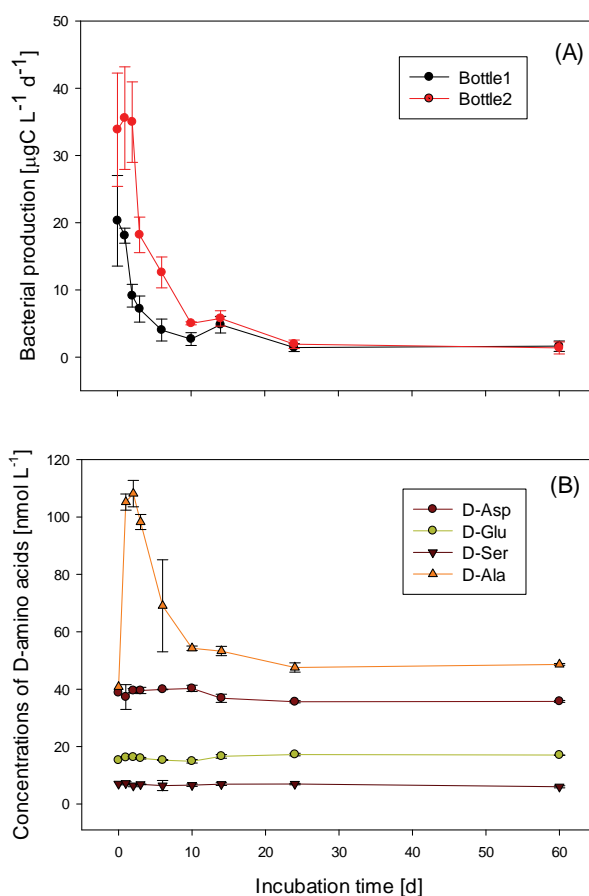 50
(A)
Bottle1
40
Bottle2
30
20
10
0
Bacterial production [µgC L⁻¹ d⁻¹]
120
(B)
D-Asp
100
D-Glu
D-Ser
80
D-Ala
60
40
20
0
Concentrations of D-amino acids [nmol L⁻¹]
0 10 20 30 40 50 60
Incubation time [d]